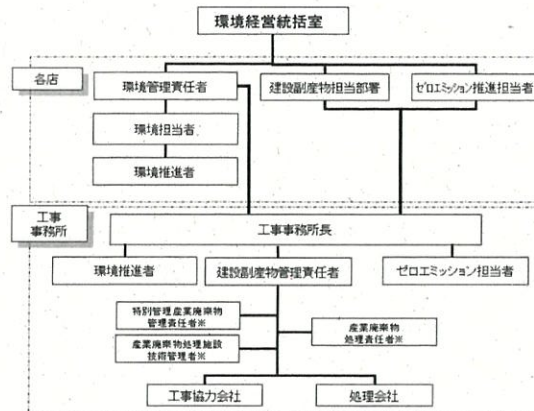 環境経営統括室
各店
環境管理責任者
建設副産物担当部署
ゼロエミッション推進担当者
環境担当者
環境推進者
工事
事務所
工事事務所長
環境推進者
建設副産物管理責任者
ゼロエミッション担当者
特別管理産業廃棄物
管理責任者※
産業廃棄物
処理責任者※
産業廃棄物処理施設
技術管理者※
工事協力会社
処理会社